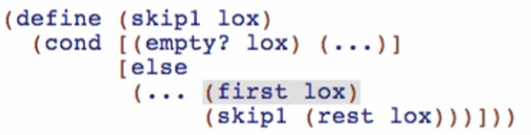 (define (skip1 lox)
(cond [(empty? lox) (...)]
[else
(... (first lox)
(skip1 (rest lox)))]))